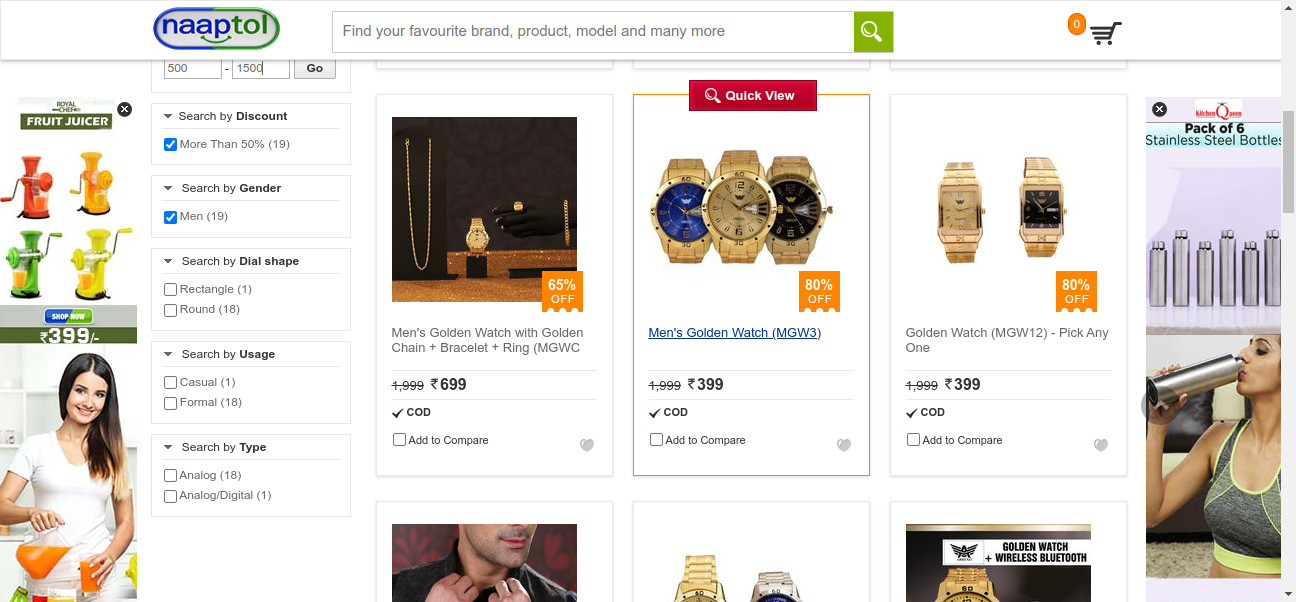 naaptol
Find your favourite brand, product, model and many more
0
500 - 1500 Go
Search by Discount
More Than 50% (19)
Search by Gender
Men (19)
Search by Dial shape
Rectangle (1)
Round (18)
Search by Usage
Casual (1)
Formal (18)
Search by Type
Analog (18)
Analog/Digital (1)
ROYAL
CHEF
FRUIT JUICER
SHOP NOW
₹399/-
65%
OFF
Men's Golden Watch with Golden
Chain + Bracelet + Ring (MGWC
1,999 ₹699
COD
Add to Compare
Quick View
80%
OFF
Men's Golden Watch (MGW3)
1,999 ₹399
COD
Add to Compare
80%
OFF
Golden Watch (MGW12) - Pick Any
One
1,999 ₹399
COD
Add to Compare
GOLDEN WATCH
+ WIRELESS BLUETOOTH
Kitchen Queen
Pack of 6
Stainless Steel Bottles